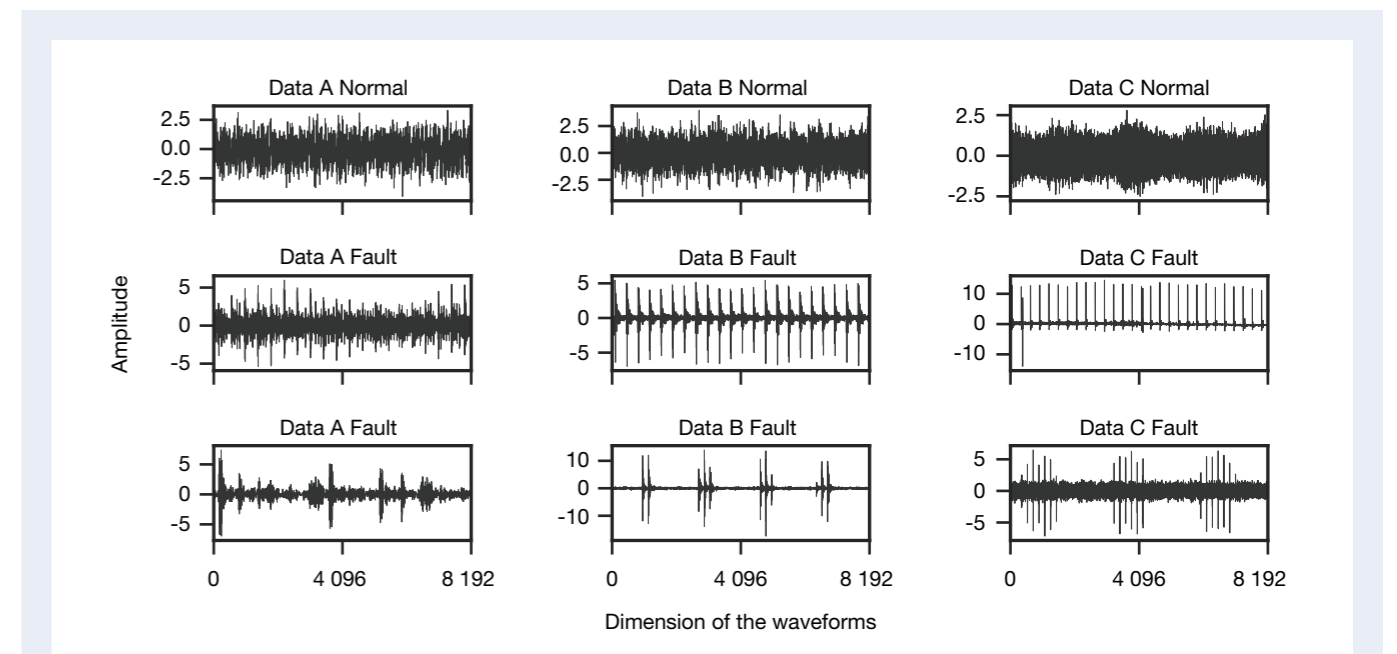 Data A Normal
Data B Normal
Data C Normal
2.5
0.0
-2.5
2.5
0.0
-2.5
2.5
0.0
-2.5
Amplitude
Data A Fault
Data B Fault
Data C Fault
5
0
-5
5
0
-5
10
0
-10
Data A Fault
Data B Fault
Data C Fault
5
0
-5
10
0
-10
5
0
-5
0 4 096 8 192
0 4 096 8 192
0 4 096 8 192
Dimension of the waveforms